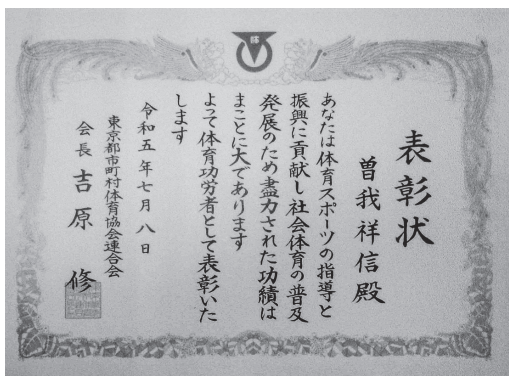 表彰状
曽我祥信殿
あなたは体育スポーツの指導と
振興に貢献し社会体育の普及
発展のため盡力された功績は
まことに大であります
よって体育功労者として表彰いた
します
令和五年七月八日
東京都市町村体育協会連合会
会長 吉原 修